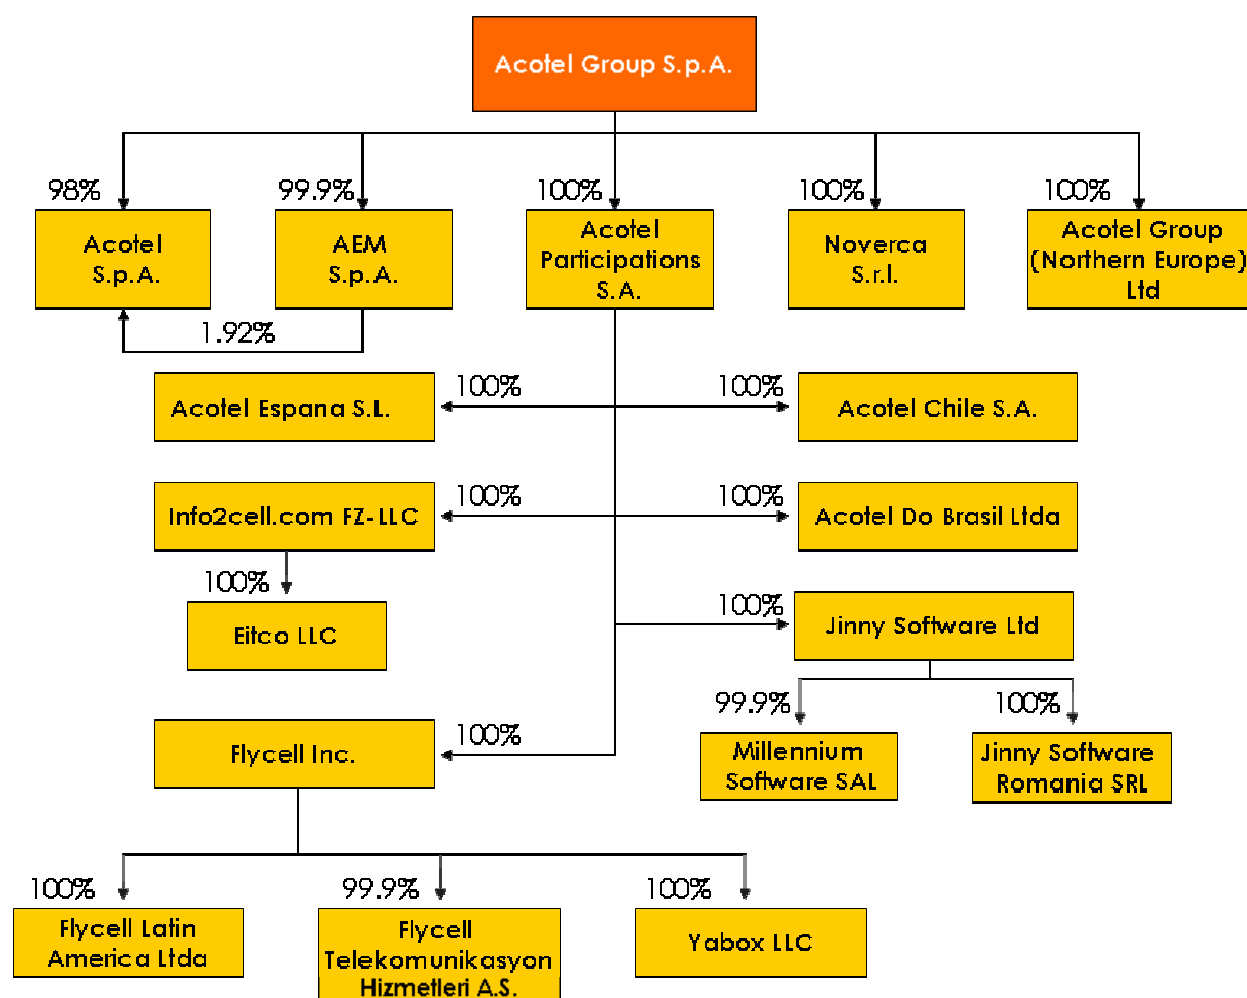 Acotel Group S.p.A.
98%
99.9%
100%
100%
100%
Acotel
S.p.A.
AEM
S.p.A.
Acotel
Participations
S.A.
Noverca
S.r.l.
Acotel Group
(Northern Europe)
Ltd
1.92%
100%
100%
Acotel Espana S.L.
Acotel Chile S.A.
100%
100%
Info2cell.com FZ-LLC
Acotel Do Brasil Ltda
100%
100%
Eitco LLC
Jinny Software Ltd
99.9%
100%
100%
Flycell Inc.
Millennium
Software SAL
Jinny Software
Romania SRL
100%
99.9%
100%
Flycell Latin
America Ltda
Flycell
Telekomunikasyon
Hizmetleri A.S.
Yabox LLC